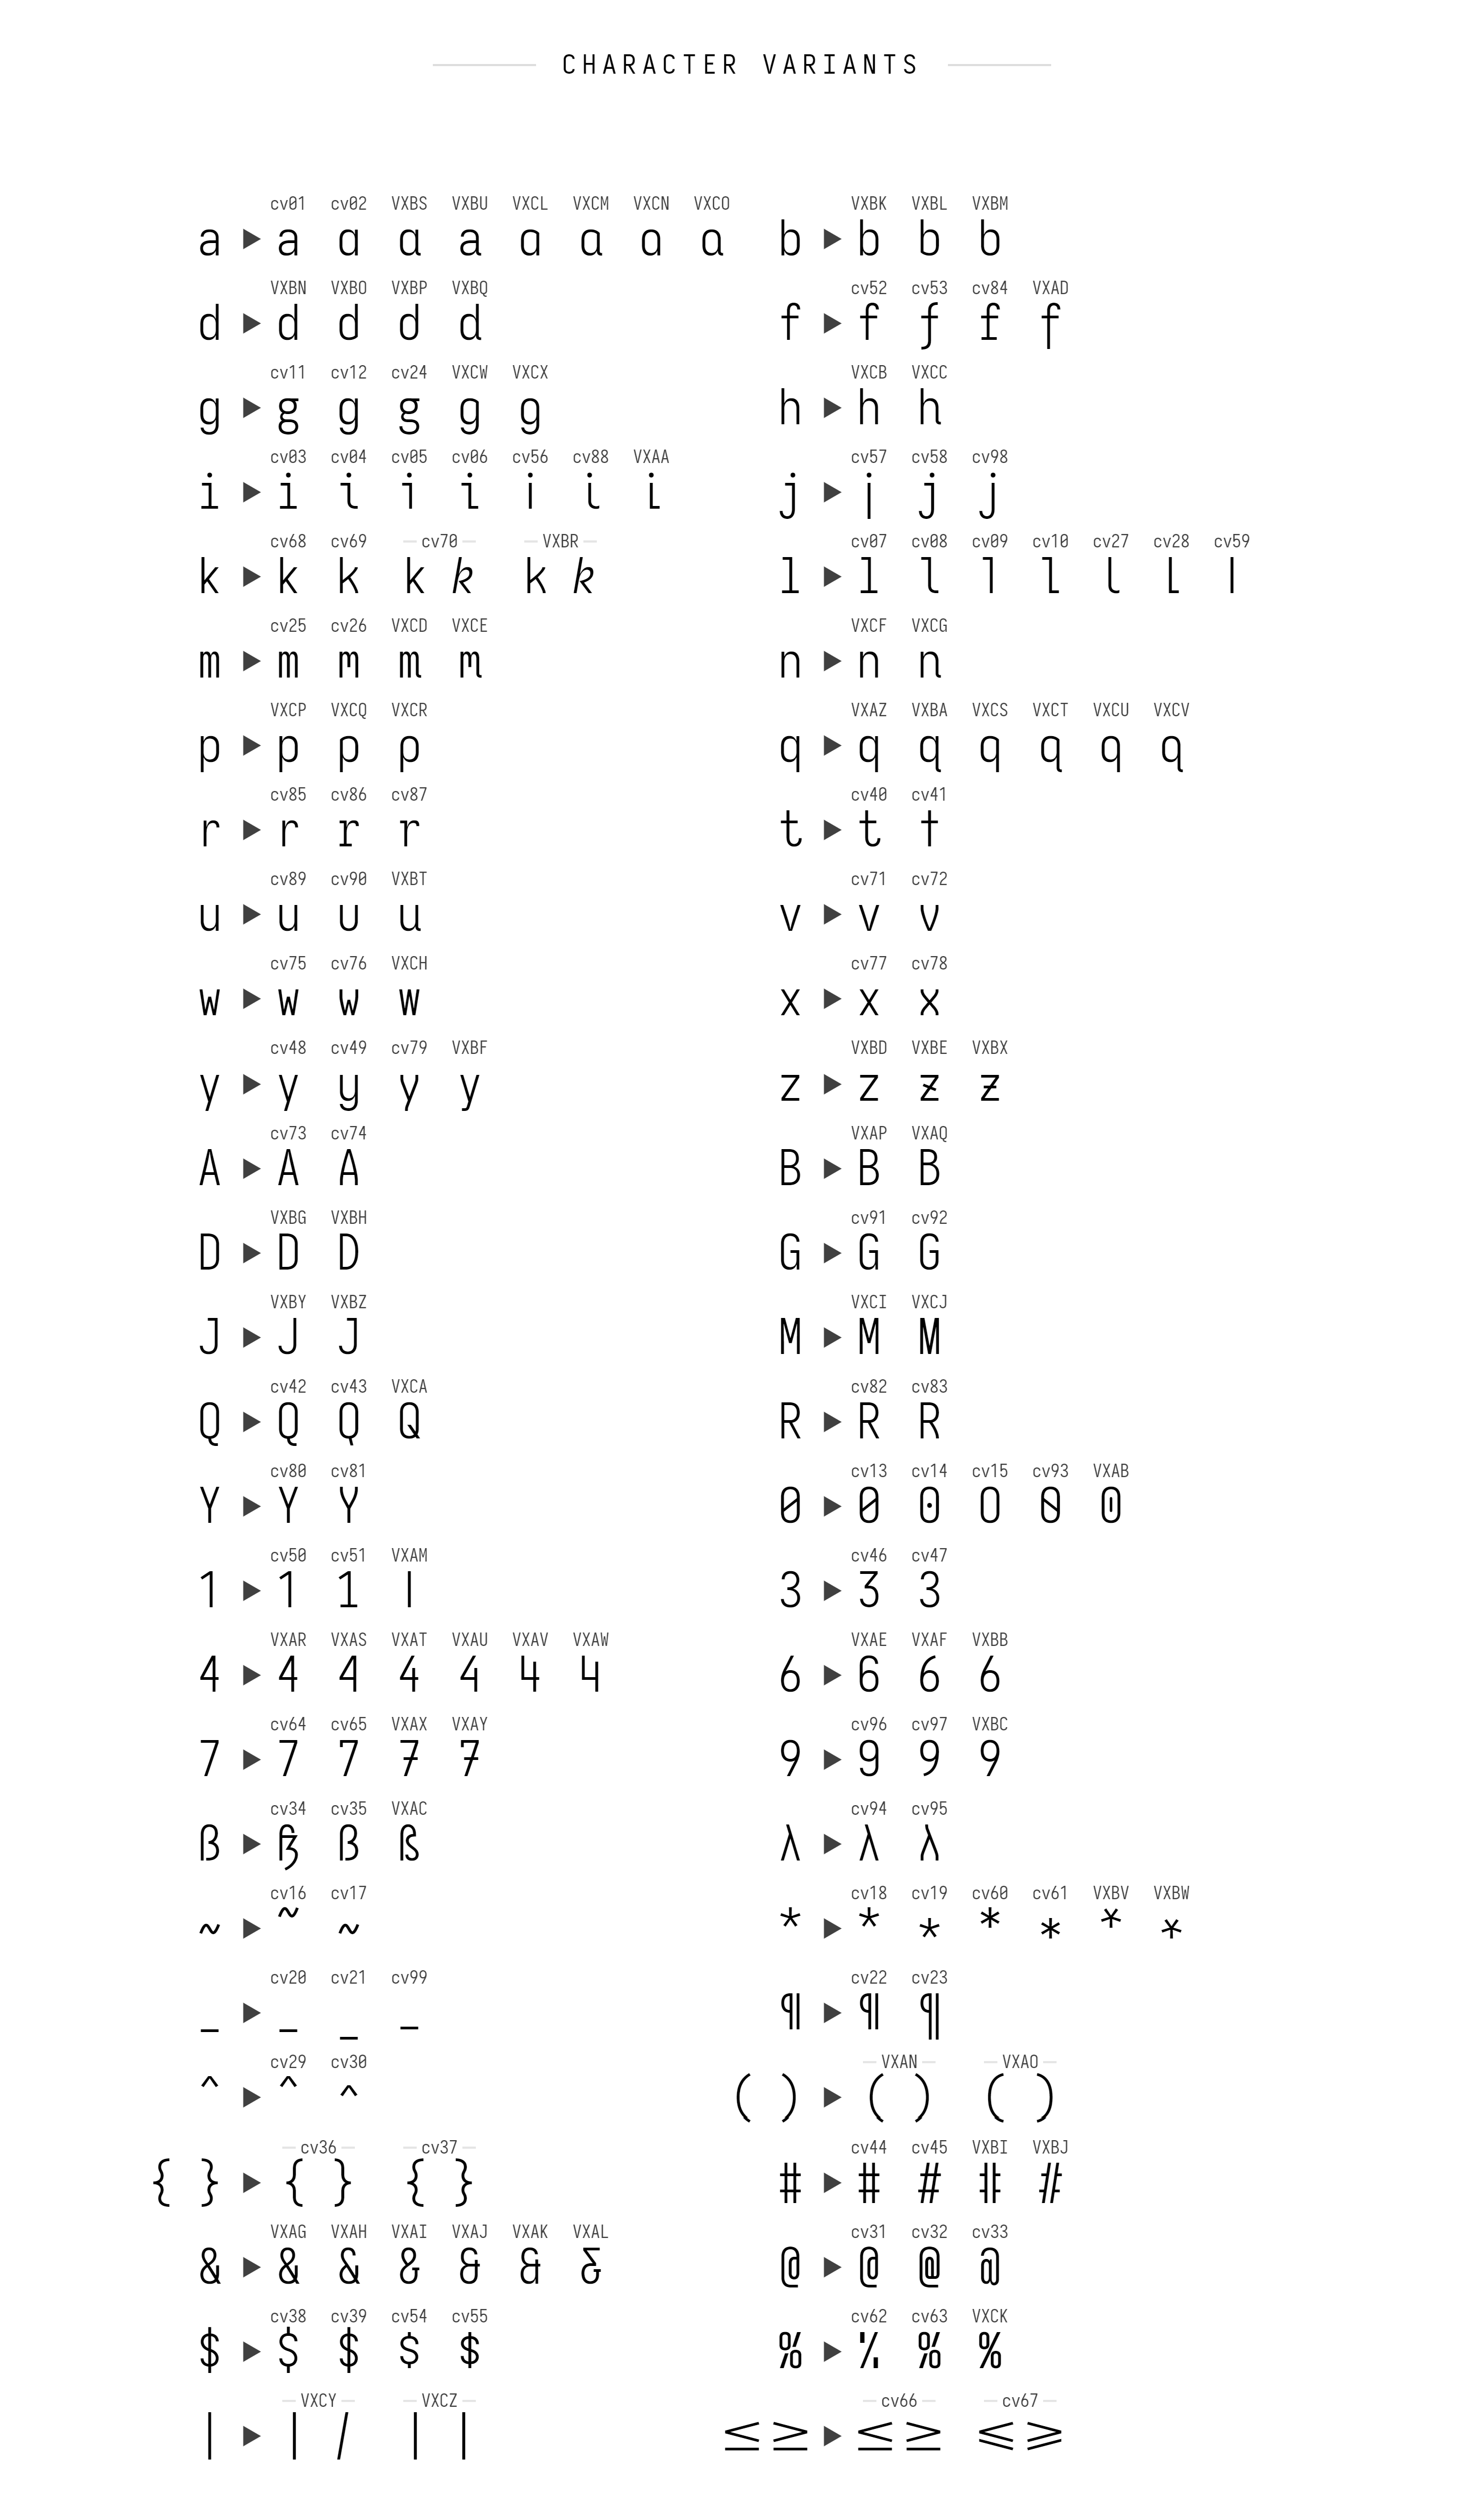 CHARACTER VARIANTS
cv01 cv02 VXBS VXBU VXCL VXCM VXCN VXCO VXBK VXBL VXBM
a ▶ a a a a a a a a b ▶ b b b
VXBN VXBO VXBP VXBQ cv52 cv53 cv84 VXAD
d ▶ d d d d f ▶ f f f f
cv11 cv12 cv24 VXCW VXCX VXCB VXCC
g ▶ g g g g g h ▶ h h
cv03 cv04 cv05 cv06 cv56 cv88 VXAA cv57 cv58 cv98
i ▶ i i i i i i i j ▶ j j j
cv68 cv69 cv70 VXBR cv07 cv08 cv09 cv10 cv27 cv28 cv59
k ▶ k k k k k k l ▶ l l l l l l l
cv25 cv26 VXCD VXCE VXCF VXCG
m ▶ m m m m n ▶ n n
VXCP VXCQ VXCR VXAZ VXBA VXCS VXCT VXCU VXCV
p ▶ p p p q ▶ q q q q q q
cv85 cv86 cv87 cv40 cv41
r ▶ r r r t ▶ t t
cv89 cv90 VXBT cv71 cv72
u ▶ u u u v ▶ v v
cv75 cv76 VXCH cv77 cv78
w ▶ w w w x ▶ x x
cv48 cv49 cv79 VXBF VXBD VXBE VXBX
y ▶ y y y y z ▶ z z z
cv73 cv74 VXAP VXAQ
A ▶ A A B ▶ B B
VXBG VXBH cv91 cv92
D ▶ D D G ▶ G G
VXBY VXBZ VXCI VXCJ
J ▶ J J M ▶ M M
cv42 cv43 VXCA cv82 cv83
Q ▶ Q Q Q R ▶ R R
cv80 cv81 cv13 cv14 cv15 cv93 VXAB
Y ▶ Y Y 0 ▶ 0 0 0 0 0
cv50 cv51 VXAM cv46 cv47
1 ▶ 1 1 1 3 ▶ 3 3
VXAR VXAS VXAT VXAU VXAV VXAW VXAE VXAF VXBB
4 ▶ 4 4 4 4 4 4 6 ▶ 6 6 6
cv64 cv65 VXAX VXAY cv96 cv97 VXBC
7 ▶ 7 7 7 7 9 ▶ 9 9 9
cv34 cv35 VXAC cv94 cv95
ß ▶ ß ß ß λ ▶ λ λ
cv16 cv17 cv18 cv19 cv60 cv61 VXBV VXBW
~ ▶ ~ ~ * ▶ * * * * * *
cv20 cv21 cv99 cv22 cv23
_ ▶ _ _ _ ¶ ▶ ¶ ¶
cv29 cv30 VXAN VXAO
^ ▶ ^ ^ ( ) ▶ ( ) ( )
cv36 cv37 cv44 cv45 VXBI VXBJ
{ } ▶ { } { } # ▶ # # # #
VXAG VXAH VXAI VXAJ VXAK VXAL cv31 cv32 cv33
& ▶ & & & & & & @ ▶ @ @ @
cv38 cv39 cv54 cv55 cv62 cv63 VXCK
$ ▶ $ $ $ $ % ▶ % % %
VXCY VXCZ cv66 cv67
| ▶ | / | | ≤ ≥ ▶ ≤ ≥ ⩽ ⩾